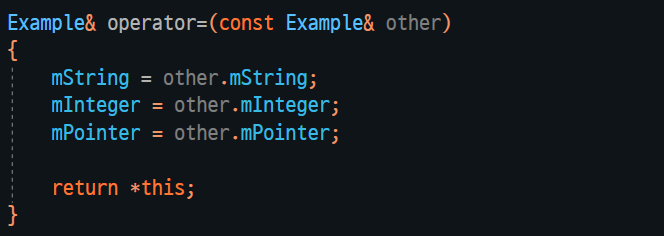 Example& operator=(const Example& other)
{
    mString = other.mString;
    mInteger = other.mInteger;
    mPointer = other.mPointer;

    return *this;
}